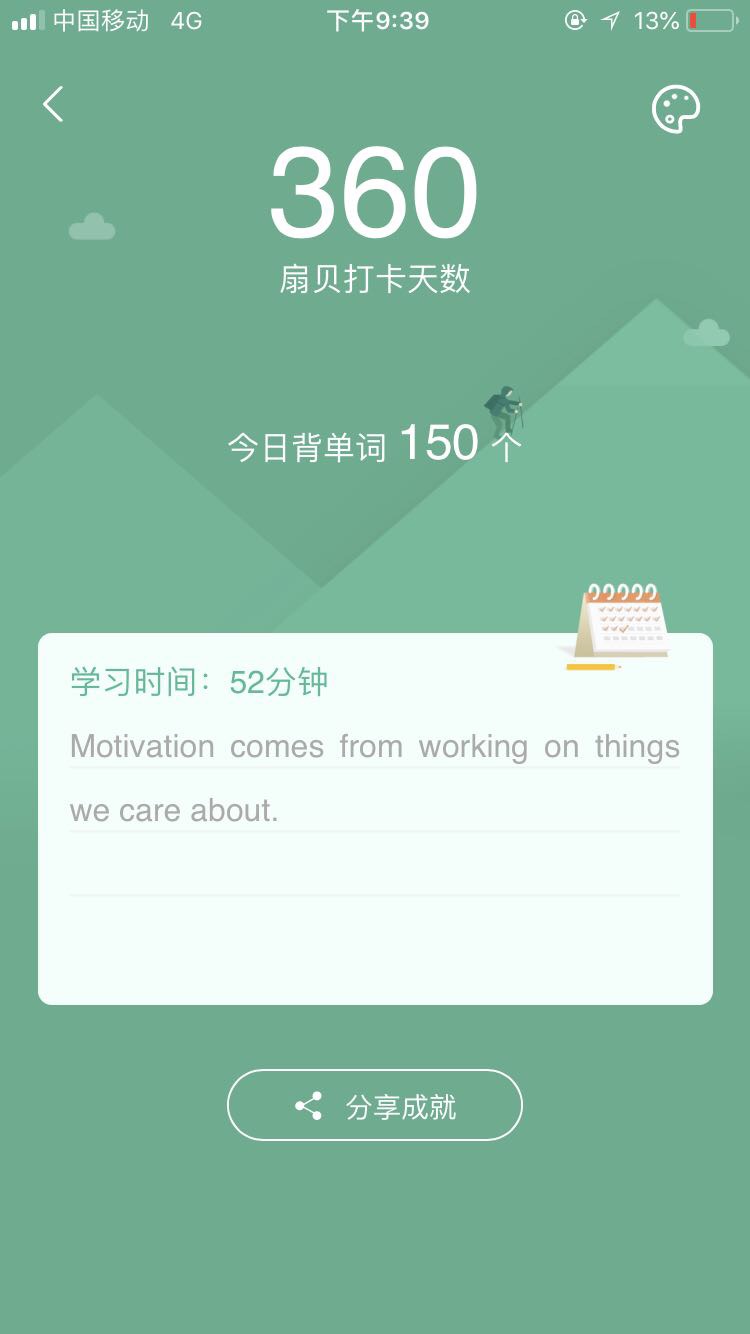 中国移动 4G 下午9:39 13%
360
扇贝打卡天数
今日背单词 150 个
学习时间：52分钟
Motivation comes from working on things
we care about.
分享成就